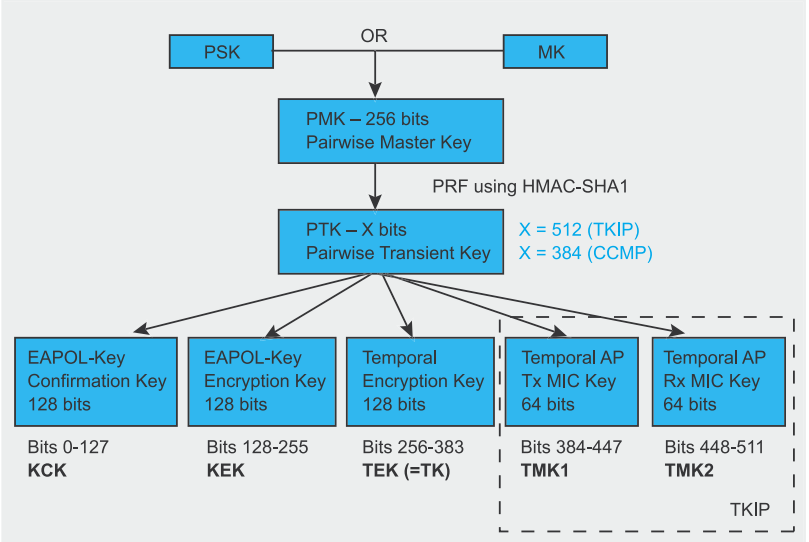 OR
PSK
MK
PMK – 256 bits
Pairwise Master Key
PRF using HMAC-SHA1
PTK – X bits
Pairwise Transient Key
X = 512 (TKIP)
X = 384 (CCMP)
EAPOL-Key
Confirmation Key
128 bits
EAPOL-Key
Encryption Key
128 bits
Temporal
Encryption Key
128 bits
Temporal AP
Tx MIC Key
64 bits
Temporal AP
Rx MIC Key
64 bits
Bits 0-127
KCK
Bits 128-255
KEK
Bits 256-383
TEK (=TK)
Bits 384-447
TMK1
Bits 448-511
TMK2
TKIP